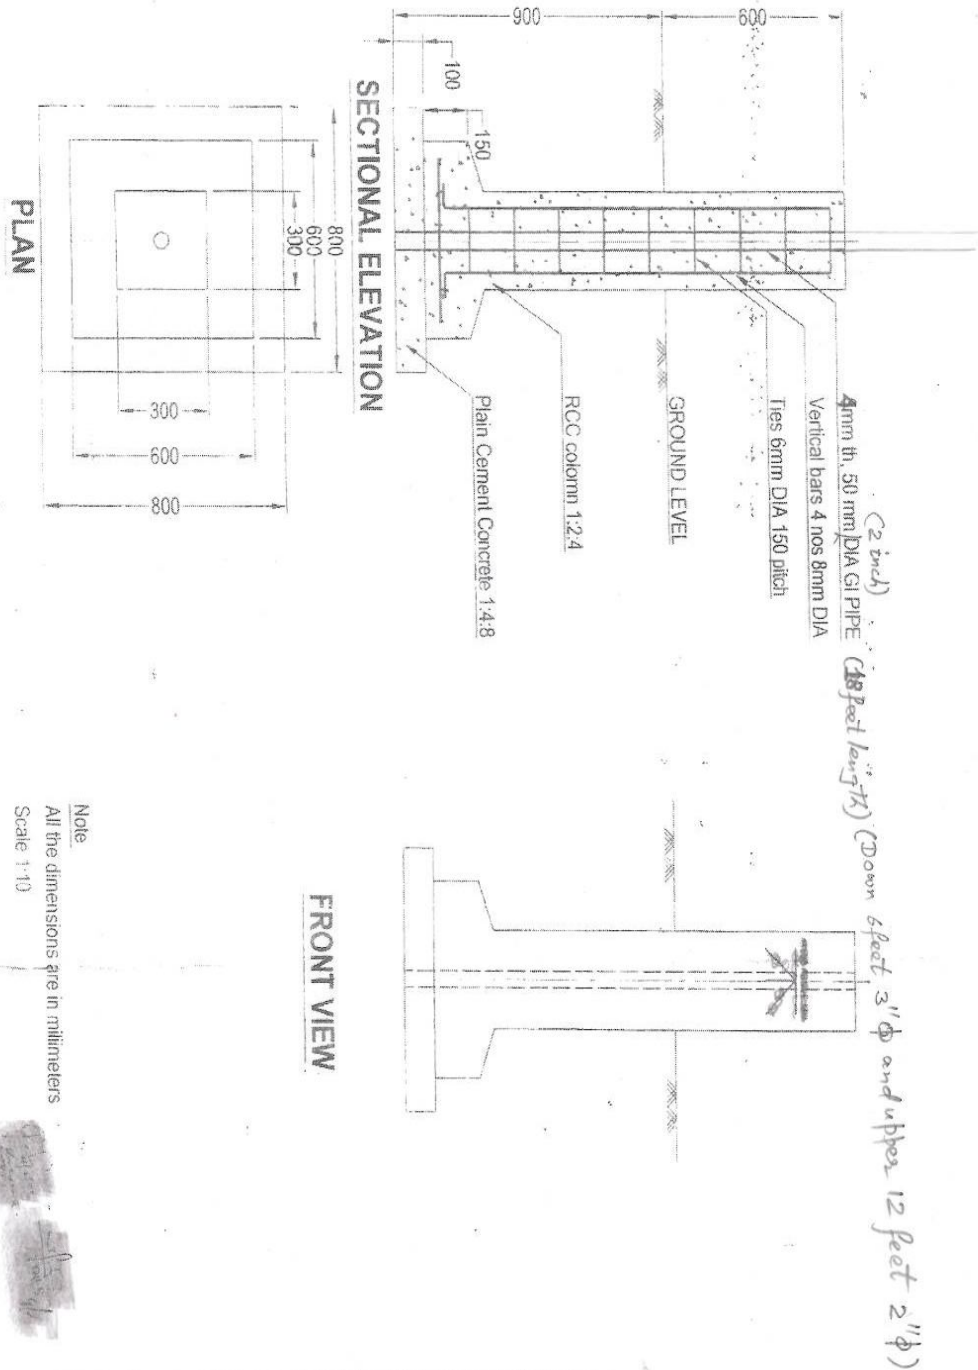 4mm th, 50 mm DIA GI PIPE (18 feet length) (Down 6 feet 3"φ and upper 12 feet 2"φ)
(2 inch)
Vertical bars 4 nos 8mm DIA
Ties 6mm DIA 150 pitch
GROUND LEVEL
RCC colomn 1:2:4
Plain Cement Concrete 1:4:8
600
900
100
150
SECTIONAL ELEVATION
FRONT VIEW
800
600
300
300
600
800
PLAN
Note
All the dimensions are in millimeters
Scale 1:10